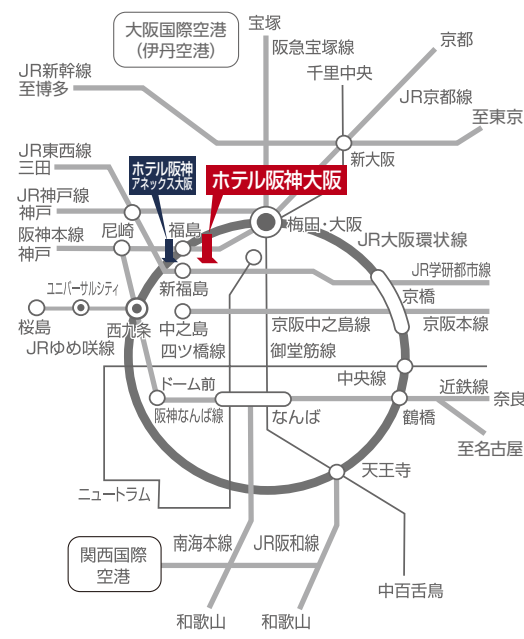 大阪国際空港
(伊丹空港)
宝塚
阪急宝塚線
京都
千里中央
JR新幹線
至博多
JR京都線
至東京
新大阪
JR東西線
三田
ホテル阪神
アネックス大阪
ホテル阪神大阪
JR神戸線
神戸
尼崎
福島
梅田・大阪
阪神本線
神戸
JR大阪環状線
JR学研都市線
新福島
ユニバーサルシティ
京橋
桜島
西九条
中之島
京阪中之島線
京阪本線
JRゆめ咲線
四ツ橋線
御堂筋線
中央線
ドーム前
近鉄線
奈良
阪神なんば線
なんば
鶴橋
至名古屋
天王寺
ニュートラム
南海本線
JR阪和線
関西国際
空港
中百舌鳥
和歌山
和歌山